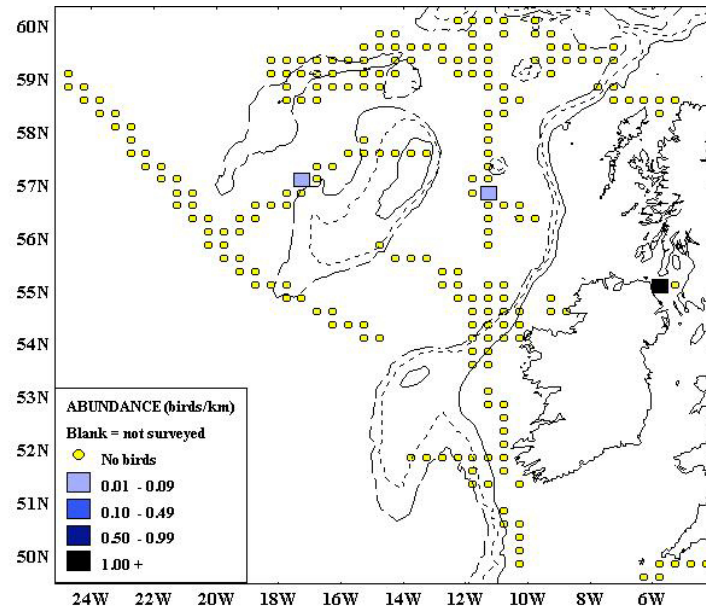 60N
59N
58N
57N
56N
55N
54N
53N
52N
51N
50N
ABUNDANCE (birds/km)
Blank = not surveyed
No birds
0.01 - 0.09
0.10 - 0.49
0.50 - 0.99
1.00 +
24W 22W 20W 18W 16W 14W 12W 10W 8W 6W